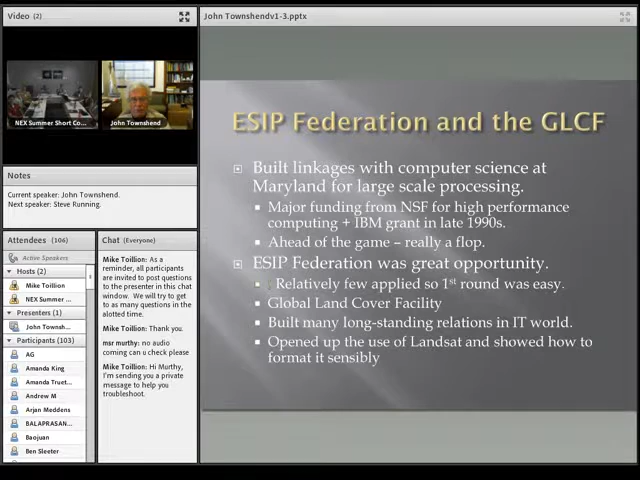 Video (2)
NEX Summer Short Co...
John Townshend
Notes
Current speaker: John Townshend.
Next speaker: Steve Running.
Attendees (106)
Active Speakers
Hosts (2)
Mike Toillion
NEX Summer ...
Presenters (1)
John Townsh...
Participants (103)
AG
Amanda King
Amanda Truet...
Andrew M
Arjan Meddens
BALAPRASAN...
Baojuan
Ben Sleeter
Chat (Everyone)
Mike Toillion: As a
reminder, all participants
are invited to post questions
to the presenter in this chat
window. We will try to get
to as many questions in the
alotted time.
Mike Toillion: Thank you.
msr murthy: no audio
coming can u check please
Mike Toillion: Hi Murthy,
I'm sending you a private
message to help you
troubleshoot.
John Townshendv1-3.pptx
ESIP Federation and the GLCF
Built linkages with computer science at
Maryland for large scale processing.
Major funding from NSF for high performance
computing + IBM grant in late 1990s.
Ahead of the game – really a flop.
ESIP Federation was great opportunity.
Relatively few applied so 1st round was easy.
Global Land Cover Facility
Built many long-standing relations in IT world.
Opened up the use of Landsat and showed how to
format it sensibly